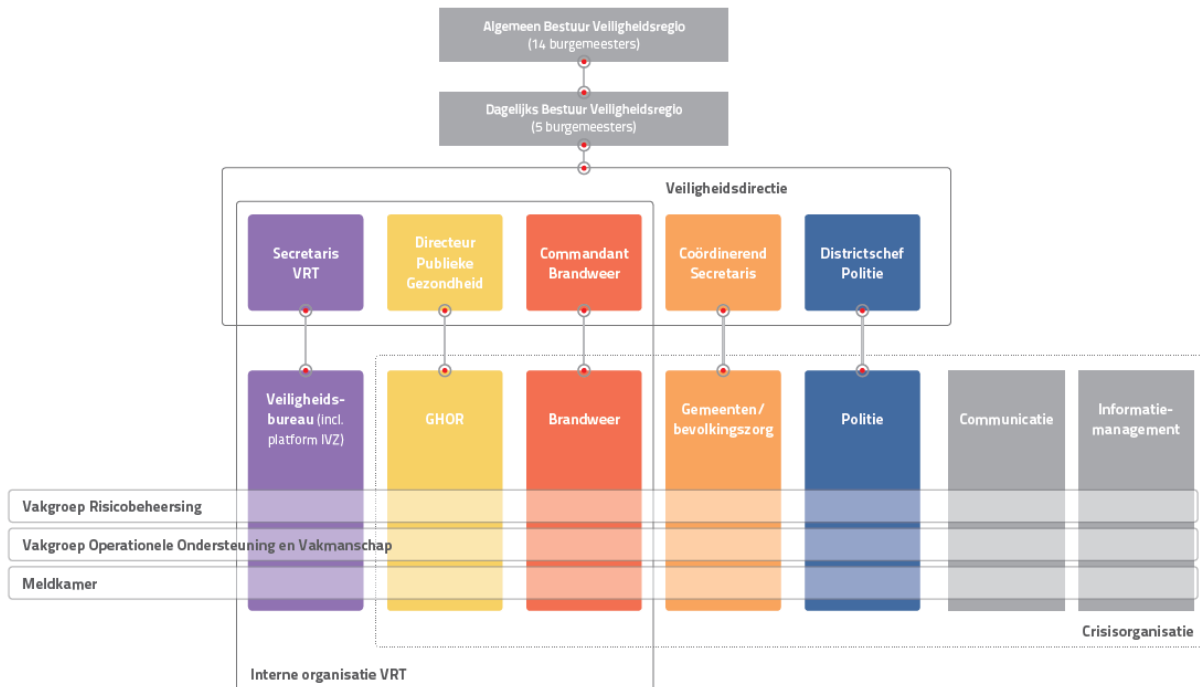 Algemeen Bestuur Veiligheidsregio
(14 burgemeesters)
Dagelijks Bestuur Veiligheidsregio
(5 burgemeesters)
Veiligheidsdirectie
Secretaris
VRT
Directeur
Publieke
Gezondheid
Commandant
Brandweer
Coördinerend
Secretaris
Districtschef
Politie
Veiligheids-
bureau (incl.
platform IVZ)
GHOR
Brandweer
Gemeenten/
bevolkingszorg
Politie
Communicatie
Informatie-
management
Vakgroep Risicobeheersing
Vakgroep Operationele Ondersteuning en Vakmanschap
Meldkamer
Crisisorganisatie
Interne organisatie VRT